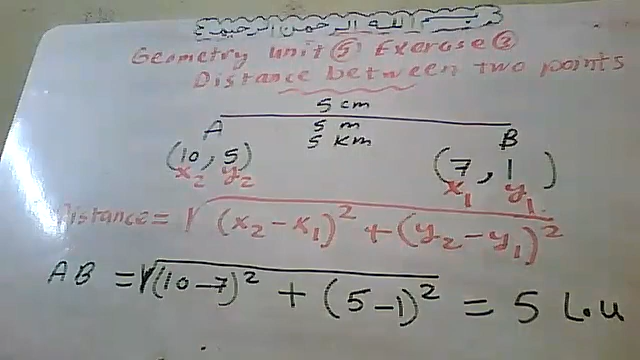 بسم الله الرحمن الرحيم
Geometry unit (5) Exercise (2)
Distance between two points
5 cm
A 5 m B
5 Km
(10, 5) (7, 1)
x₂ y₂ x₁ y₁
Distance = √(x₂-x₁)² + (y₂-y₁)²
AB = √(10-7)² + (5-1)² = 5 L.u